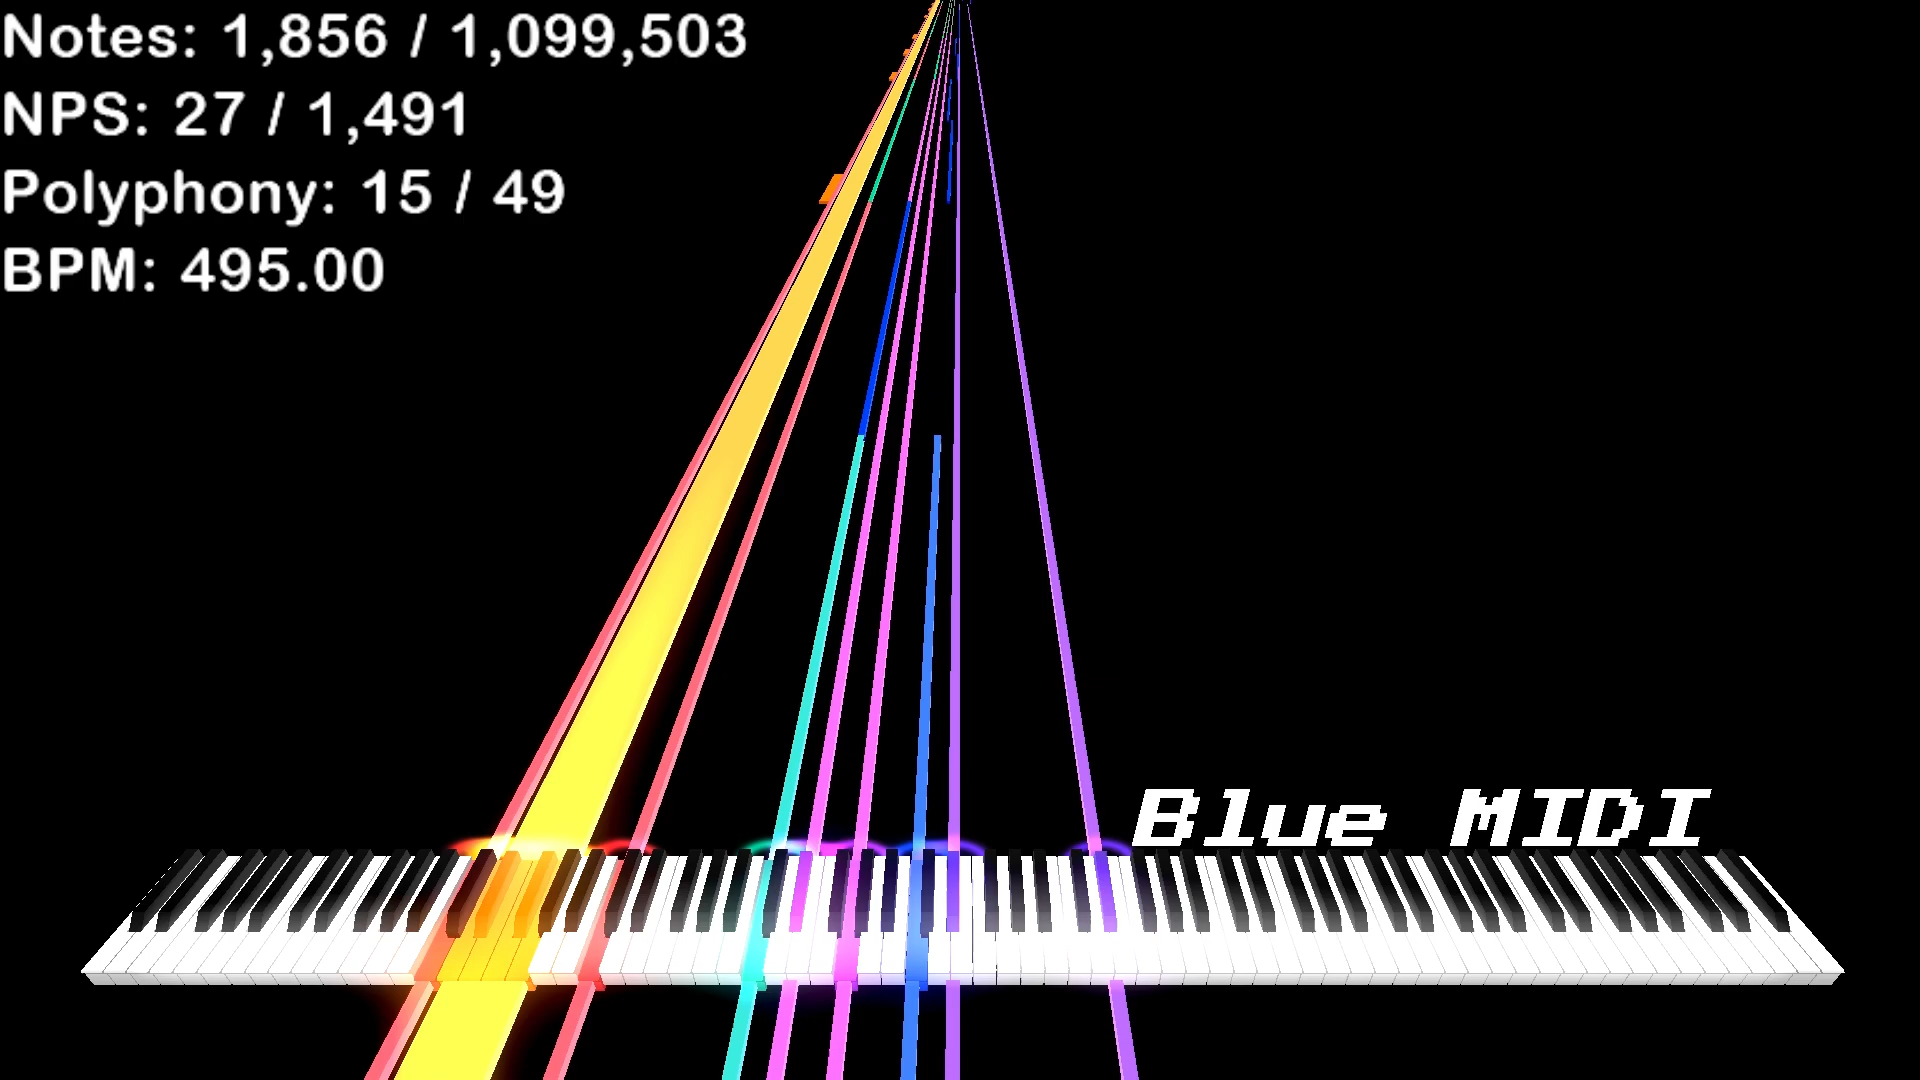 Notes: 1,856 / 1,099,503
NPS: 27 / 1,491
Polyphony: 15 / 49
BPM: 495.00
Blue MIDI